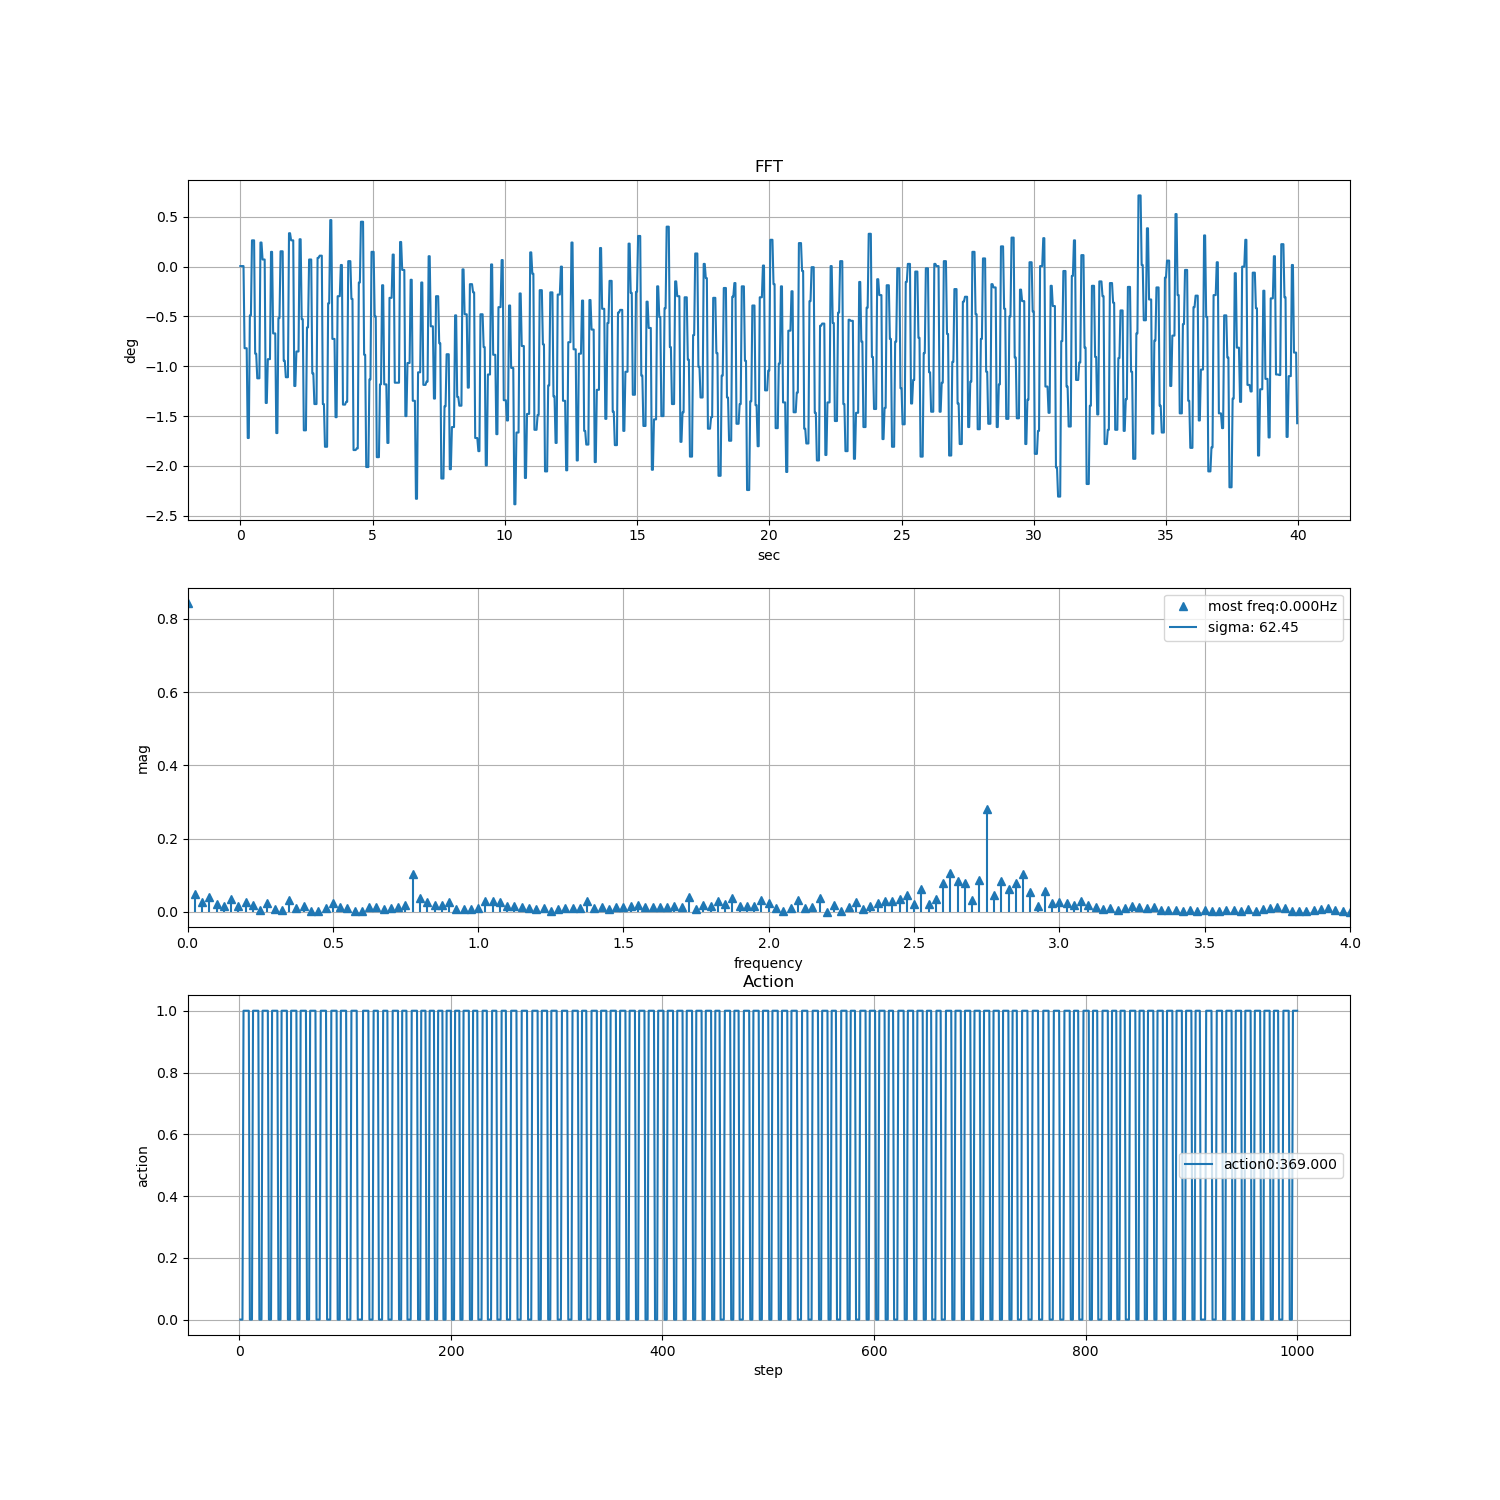 FFT
0.5
0.0
−0.5
−1.0
−1.5
−2.0
−2.5
deg
0 5 10 15 20 25 30 35 40
sec
most freq:0.000Hz
sigma: 62.45
0.8
0.6
0.4
0.2
0.0
mag
0.0 0.5 1.0 1.5 2.0 2.5 3.0 3.5 4.0
frequency
Action
1.0
0.8
0.6
0.4
0.2
0.0
action
action0:369.000
0 200 400 600 800 1000
step